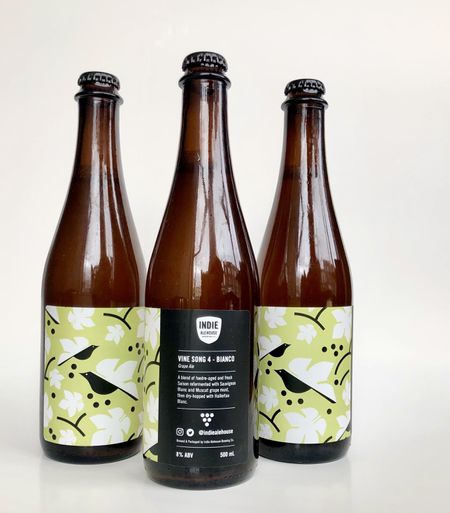 INDIE
ALEHOUSE
VINE SONG 4 - BIANCO
Grape Ale
A blend of foedre-aged and fresh
Saison refermented with Sauvignon
Blanc and Muscat grape must,
then dry-hopped with Hallertau
Blanc.
@indiealehouse
Brewed & Packaged by Indie Alehouse Brewing Co.
8% ABV 500 mL